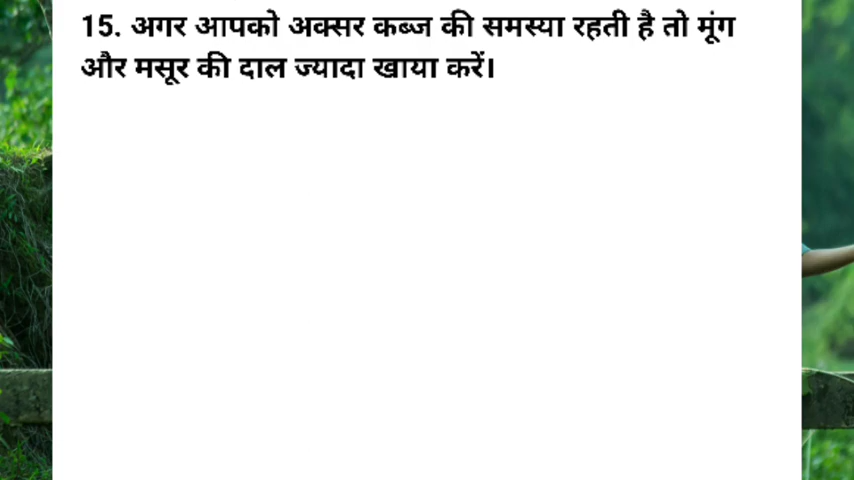 15. अगर आपको अक्सर कब्ज की समस्या रहती है तो मूंग
और मसूर की दाल ज्यादा खाया करें।